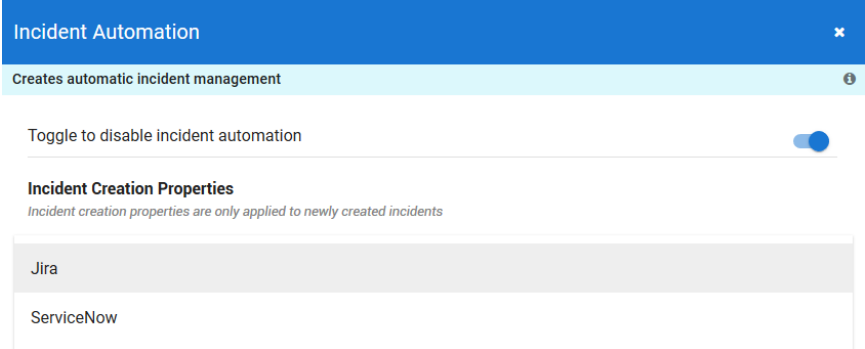 Incident Automation
Creates automatic incident management
Toggle to disable incident automation
Incident Creation Properties
Incident creation properties are only applied to newly created incidents
Jira
ServiceNow